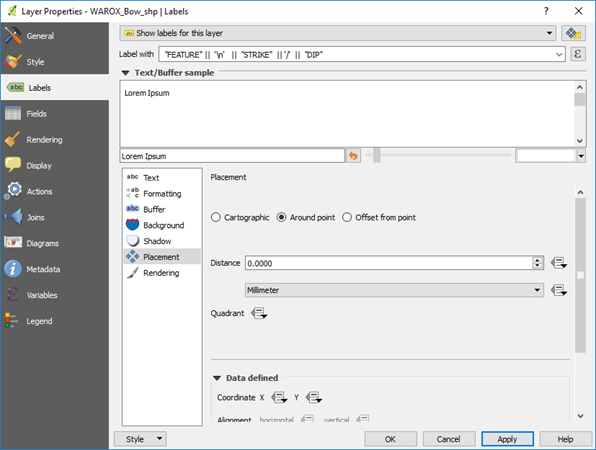 Layer Properties - WAROX_Bow_shp | Labels
General
Style
Labels
Fields
Rendering
Display
Actions
Joins
Diagrams
Metadata
Variables
Legend
Show labels for this layer
Label with "FEATURE" || '\n' || "STRIKE" ||'/' || "DIP"
Text/Buffer sample
Lorem Ipsum
Lorem Ipsum
Text
Formatting
Buffer
Background
Shadow
Placement
Rendering
Placement
Cartographic Around point Offset from point
Distance 0.0000
Millimeter
Quadrant
Data defined
Coordinate X Y
Alignment horizontal vertical
Style OK Cancel Apply Help